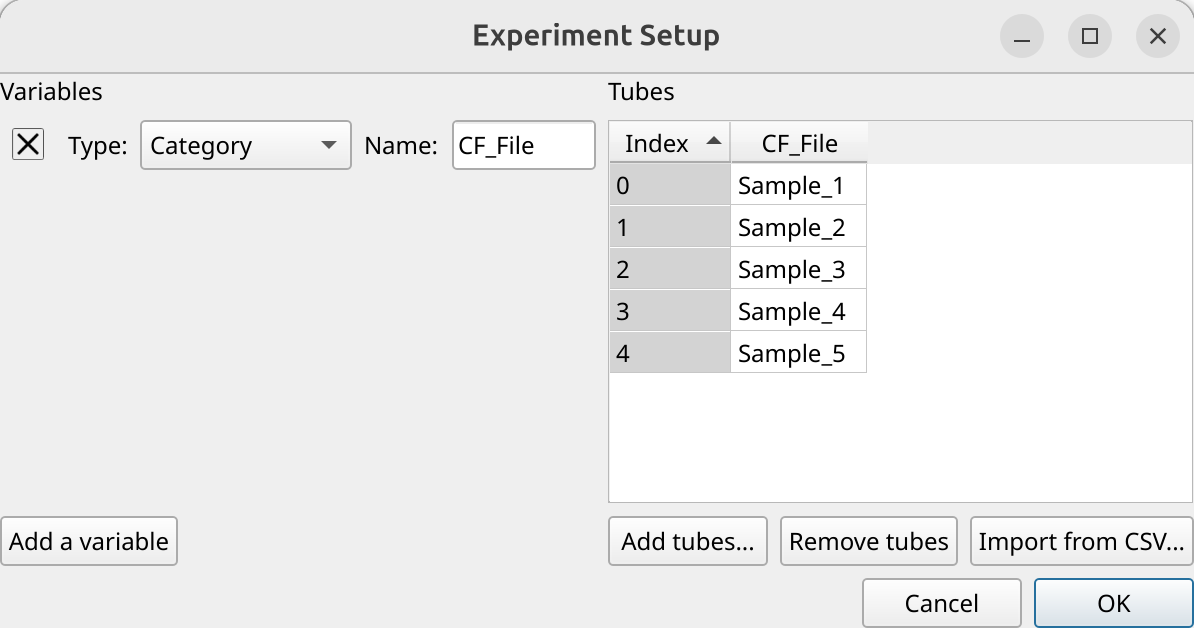 Experiment Setup
Variables
Type: Category Name: CF_File
Add a variable
Tubes
Index CF_File
0 Sample_1
1 Sample_2
2 Sample_3
3 Sample_4
4 Sample_5
Add tubes... Remove tubes Import from CSV...
Cancel OK